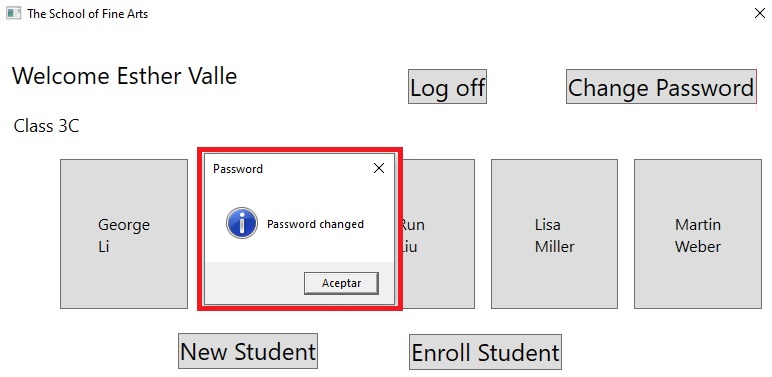 The School of Fine Arts
Welcome Esther Valle
Log off
Change Password
Class 3C
Password
Password changed
Aceptar
George
Li
Run
Liu
Lisa
Miller
Martin
Weber
New Student
Enroll Student